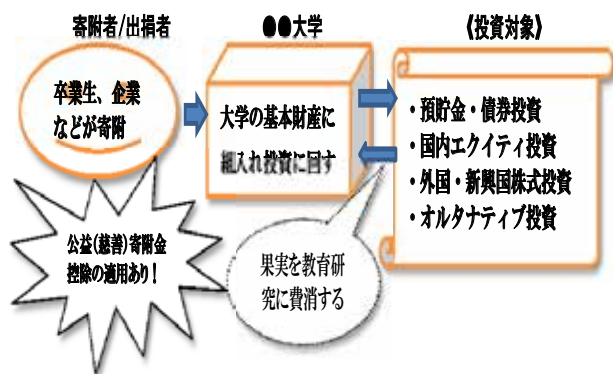 寄附者/出損者
●●大学
《投資対象》
卒業生、企業
などが寄附
大学の基本財産に
組入れ投資に回す
・預貯金・債券投資
・国内エクイティ投資
・外国・新興国株式投資
・オルタナティブ投資
公益(慈善)寄附金
控除の適用あり！
果実を教育研
究に費消する